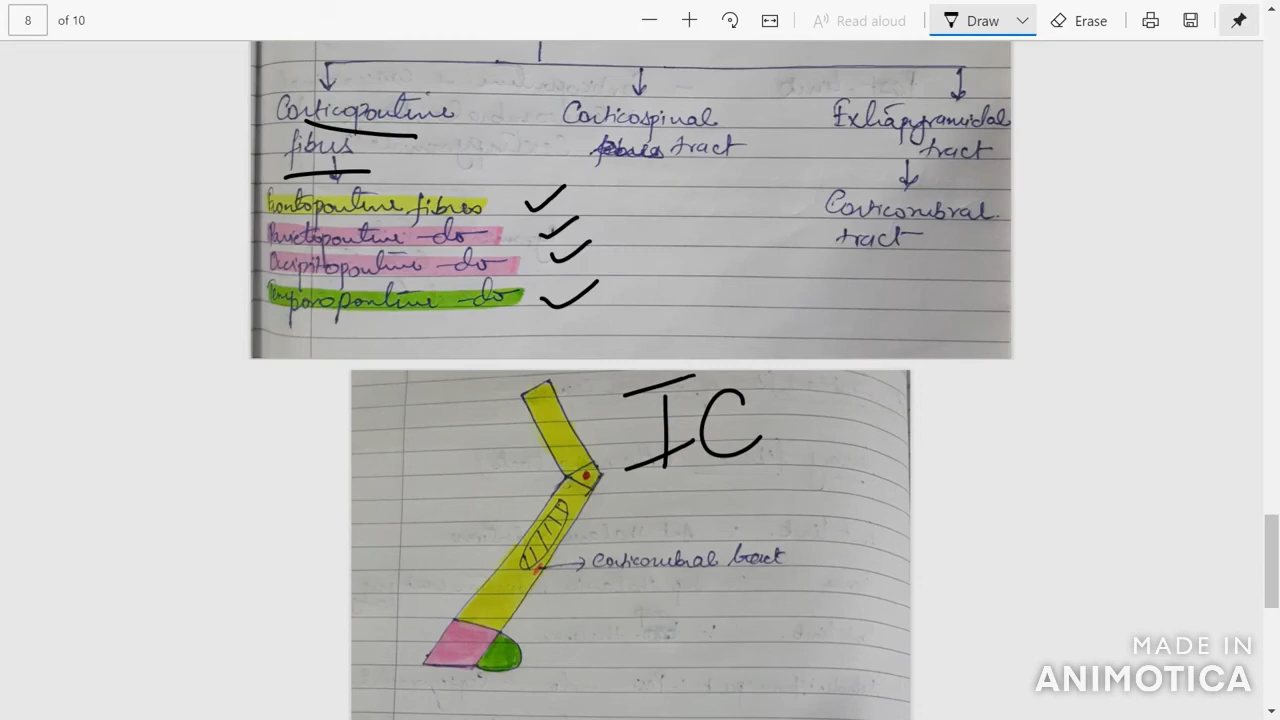 8 of 10
Read aloud
Draw
Erase
Corticopontine
fibres
Corticospinal
tract
Extrapyramidal
tract
Frontopontine fibres
Parietopontine -do-
Occipitopontine -do-
Temporopontine -do-
Corticorubral
tract
IC
Corticorubral tract
MADE IN
ANIMOTICA